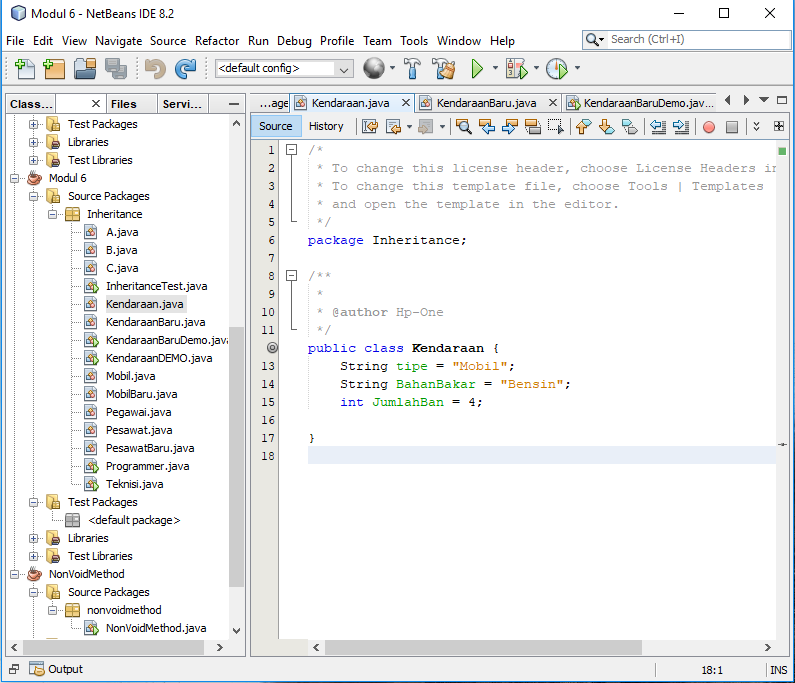 Modul 6 - NetBeans IDE 8.2
File Edit View Navigate Source Refactor Run Debug Profile Team Tools Window Help
Search (Ctrl+I)
<default config>
Class...
Files
Servi...
Test Packages
Libraries
Test Libraries
Modul 6
Source Packages
Inheritance
A.java
B.java
C.java
InheritanceTest.java
Kendaraan.java
KendaraanBaru.java
KendaraanBaruDemo.java
KendaraanDEMO.java
Mobil.java
MobilBaru.java
Pegawai.java
Pesawat.java
PesawatBaru.java
Programmer.java
Teknisi.java
Test Packages
<default package>
Libraries
Test Libraries
NonVoidMethod
Source Packages
nonvoidmethod
NonVoidMethod.java
...age
Kendaraan.java
KendaraanBaru.java
KendaraanBaruDemo.jav...
Source
History
1 /*
2 * To change this license header, choose License Headers in
3 * To change this template file, choose Tools | Templates
4 * and open the template in the editor.
5 */
6 package Inheritance;
7
8 /**
9 *
10 * @author Hp-One
11 */
public class Kendaraan {
13 String tipe = "Mobil";
14 String BahanBakar = "Bensin";
15 int JumlahBan = 4;
16
17 }
18
Output
18:1
INS